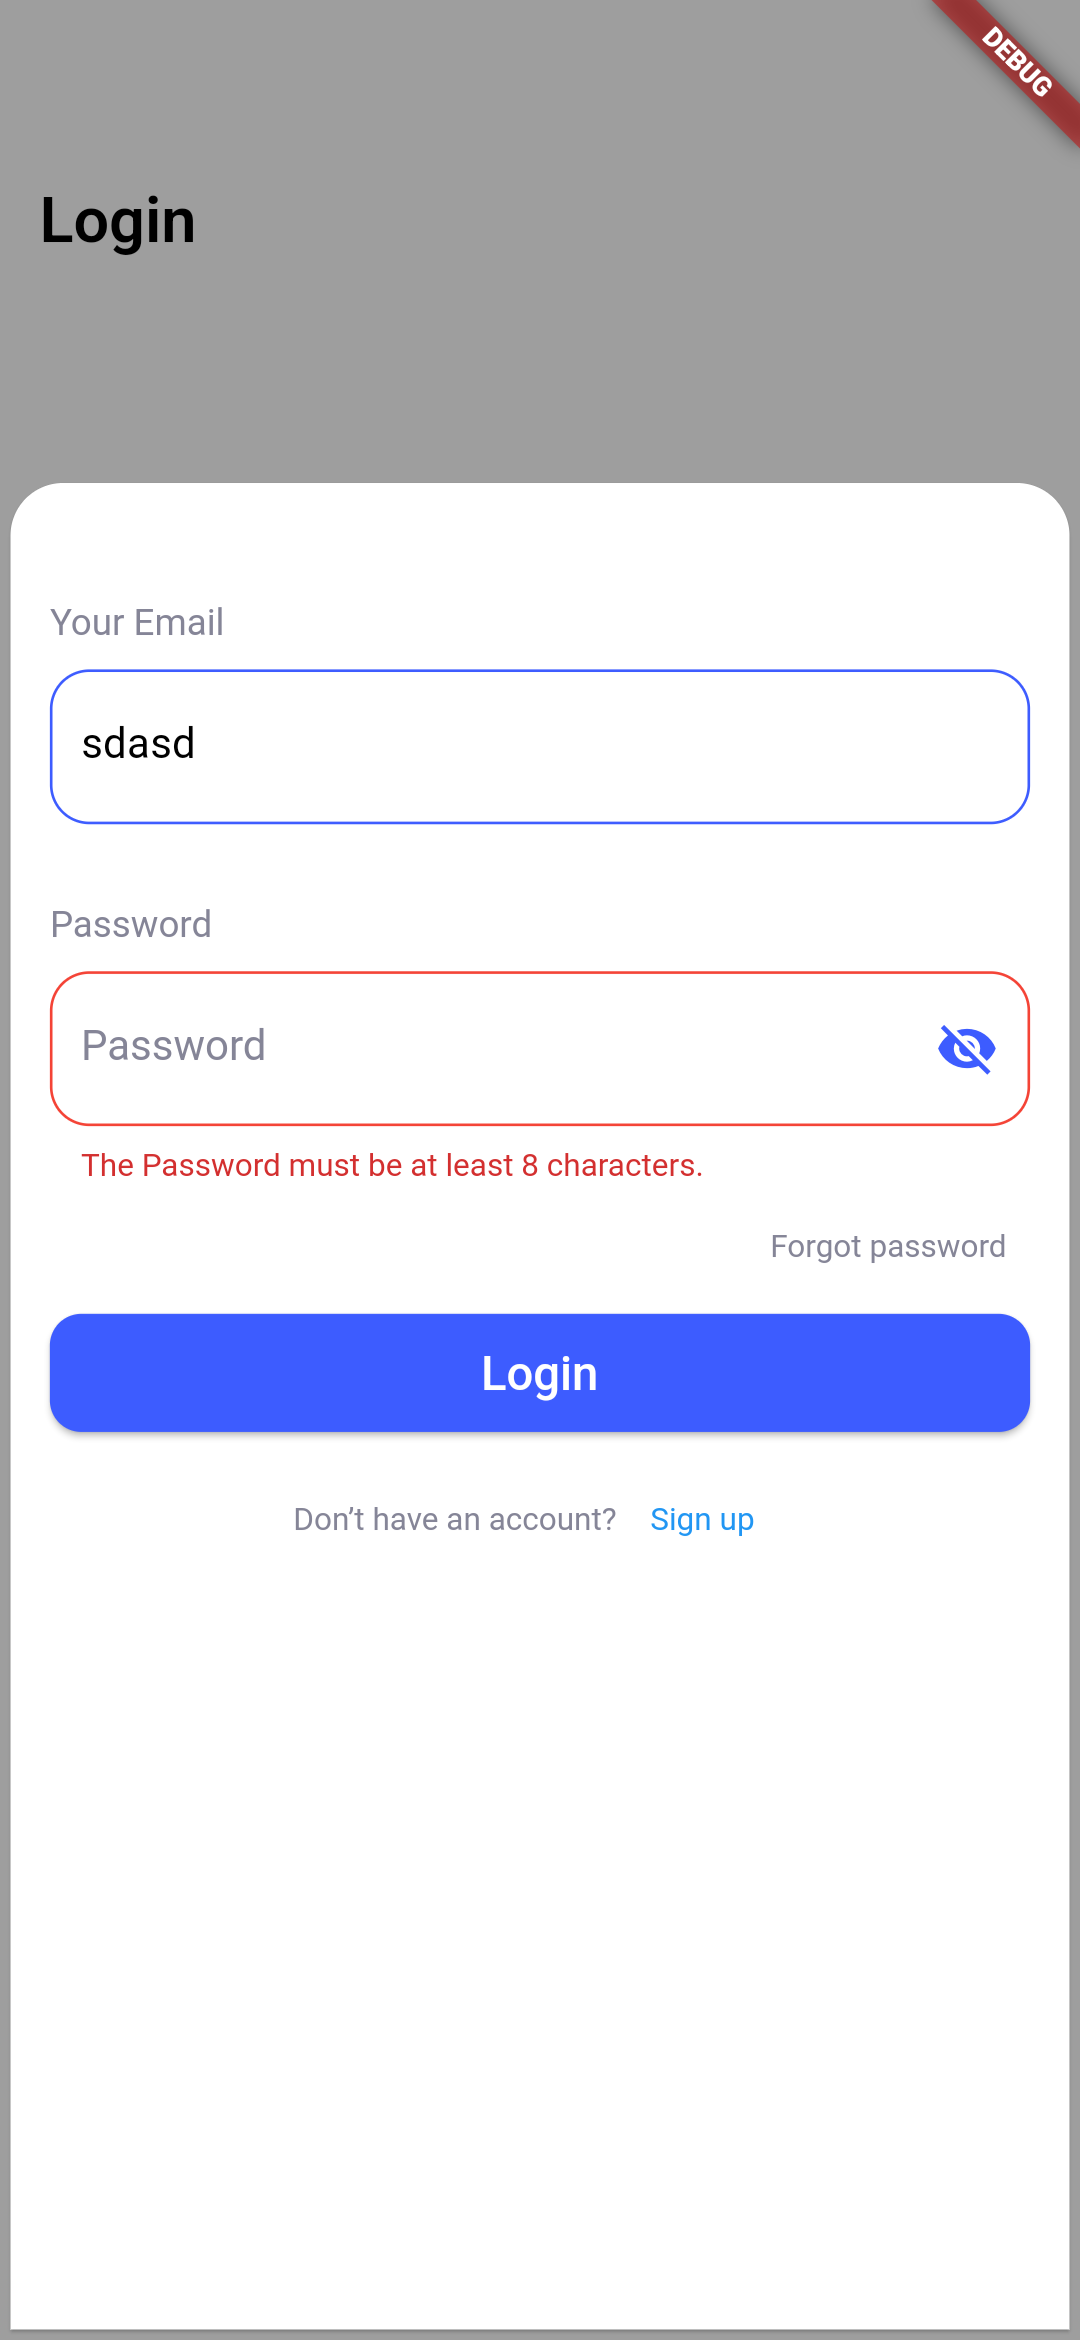 DEBUG
Login
Your Email
sdasd
Password
Password
The Password must be at least 8 characters.
Forgot password
Login
Don’t have an account? Sign up